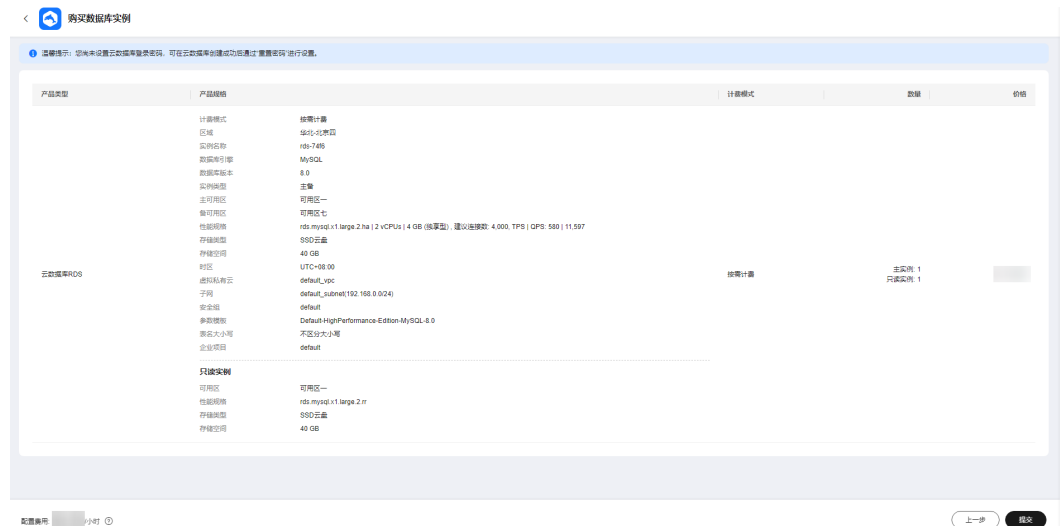 购买数据库实例
温馨提示：您尚未设置云数据库登录密码，可在云数据库创建成功后通过"重置密码"进行设置。
产品类型 产品规格 计费模式 数量 价格
计费模式 按需计费
区域 华北-北京四
实例名称 rds-74f6
数据库引擎 MySQL
数据库版本 8.0
实例类型 主备
主可用区 可用区一
备可用区 可用区七
性能规格 rds.mysql.x1.large.2.ha | 2 vCPUs | 4 GB (独享型) , 建议连接数: 4,000, TPS | QPS: 580 | 11,597
存储类型 SSD云盘
存储空间 40 GB
时区 UTC+08:00
云数据库RDS 按需计费 主实例: 1
只读实例: 1
虚拟私有云 default_vpc
子网 default_subnet(192.168.0.0/24)
安全组 default
参数模板 Default-HighPerformance-Edition-MySQL-8.0
表名大小写 不区分大小写
企业项目 default
只读实例
可用区 可用区一
性能规格 rds.mysql.x1.large.2.rr
存储类型 SSD云盘
存储空间 40 GB
配置费用: /小时
上一步 提交